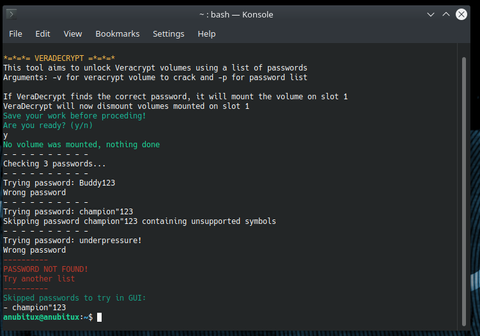 ~ : bash — Konsole
File Edit View Bookmarks Settings Help
*=*=*= VERADECRYPT =*=*=*
This tool aims to unlock Veracrypt volumes using a list of passwords
Arguments: -v for veracrypt volume to crack and -p for password list
If VeraDecrypt finds the correct password, it will mount the volume on slot 1
VeraDecrypt will now dismount volumes mounted on slot 1
Save your work before proceding!
Are you ready? (y/n)
y
No volume was mounted, nothing done
- - - - - - - - - -
Checking 3 passwords...
- - - - - - - - - -
Trying password: Buddy123
Wrong password
- - - - - - - - - -
Trying password: champion"123
Skipping password champion"123 containing unsupported symbols
- - - - - - - - - -
Trying password: underpressure!
Wrong password
----------
PASSWORD NOT FOUND!
Try another list
----------
Skipped passwords to try in GUI:
- champion"123
anubitux@anubitux:~$